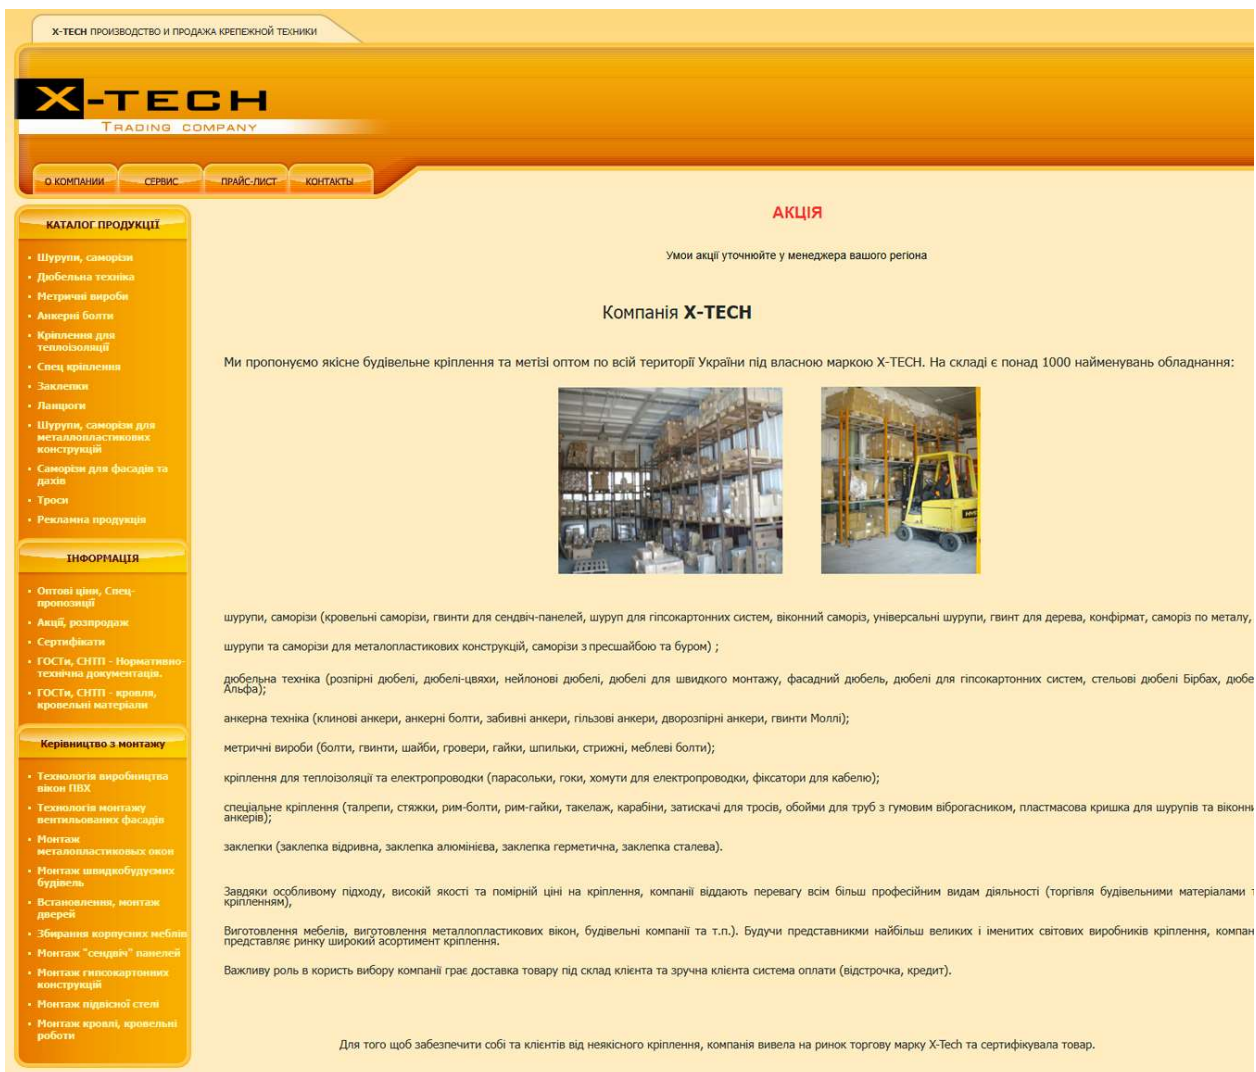 X-TECH ПРОИЗВОДСТВО И ПРОДАЖА КРЕПЕЖНОЙ ТЕХНИКИ
X-TECH
TRADING COMPANY
О КОМПАНИИ
СЕРВИС
ПРАЙС-ЛИСТ
КОНТАКТЫ
КАТАЛОГ ПРОДУКЦІЇ
Шурупи, саморізи
Дюбельна техніка
Метричні вироби
Анкерні болти
Кріплення для
теплоізоляції
Спец кріплення
Заклепки
Ланцюги
Шурупи, саморізи для
металлопластикових
конструкцій
Саморізи для фасадів та
дахів
Троси
Рекламна продукція
ІНФОРМАЦІЯ
Оптові ціни, Спец-
пропозиції
Акції, розпродаж
Сертифікати
ГОСТи, СНТП - Нормативно-
технічна документація.
ГОСТи, СНТП - кровля,
кровельні матеріали
Керівництво з монтажу
Технологія виробництва
вікон ПВХ
Технологія монтажу
вентильованих фасадів
Монтаж
металопластиковых окон
Монтаж швидкобудуємих
будівель
Встановлення, монтаж
дверей
Збирання корпусних меблів
Монтаж "сендвіч" панелей
Монтаж гипсокартонних
конструкцій
Монтаж підвісної стелі
Монтаж кровлі, кровельні
роботи
АКЦІЯ
Умои акції уточнюйте у менеджера вашого регіона
Компанія X-TECH
Ми пропонуємо якісне будівельне кріплення та метізі оптом по всій території України під власною маркою X-TECH. На складі є понад 1000 найменувань обладнання:
шурупи, саморізи (кровельні саморізи, гвинти для сендвіч-панелей, шуруп для гіпсокартонних систем, віконний саморіз, універсальні шурупи, гвинт для дерева, конфірмат, саморіз по металу,
шурупи та саморізи для металопластикових конструкцій, саморізи з пресшайбою та буром) ;
дюбельна техніка (розпірні дюбелі, дюбелі-цвяхи, нейлонові дюбелі, дюбелі для швидкого монтажу, фасадний дюбель, дюбелі для гіпсокартонних систем, стельові дюбелі Бірбах, дюбе
Альфа);
анкерна техніка (клинові анкери, анкерні болти, забивні анкери, гільзові анкери, дворозпірні анкери, гвинти Моллі);
метричні вироби (болти, гвинти, шайби, гровери, гайки, шпильки, стрижні, меблеві болти);
кріплення для теплоізоляції та електропроводки (парасольки, гоки, хомути для електропроводки, фіксатори для кабелю);
спеціальне кріплення (талрепи, стяжки, рим-болти, рим-гайки, такелаж, карабіни, затискачі для тросів, обойми для труб з гумовим віброгасником, пластмасова кришка для шурупів та віконни
анкерів);
заклепки (заклепка відривна, заклепка алюмінієва, заклепка герметична, заклепка сталева).
Завдяки особливому підходу, високій якості та помірній ціні на кріплення, компанії віддають перевагу всім більш професійним видам діяльності (торгівля будівельними матеріалами т
кріпленням),
Виготовлення мебелів, виготовлення металлопластикових вікон, будівельні компанії та т.п.). Будучи представникми найбільш великих і іменитих світових виробників кріплення, компан
представляє ринку широкий асортимент кріплення.
Важливу роль в користь вибору компанії грає доставка товару під склад клієнта та зручна клієнта система оплати (відстрочка, кредит).
Для того щоб забезпечити собі та клієнтів від неякісного кріплення, компанія вивела на ринок торгову марку X-Tech та сертифікувала товар.